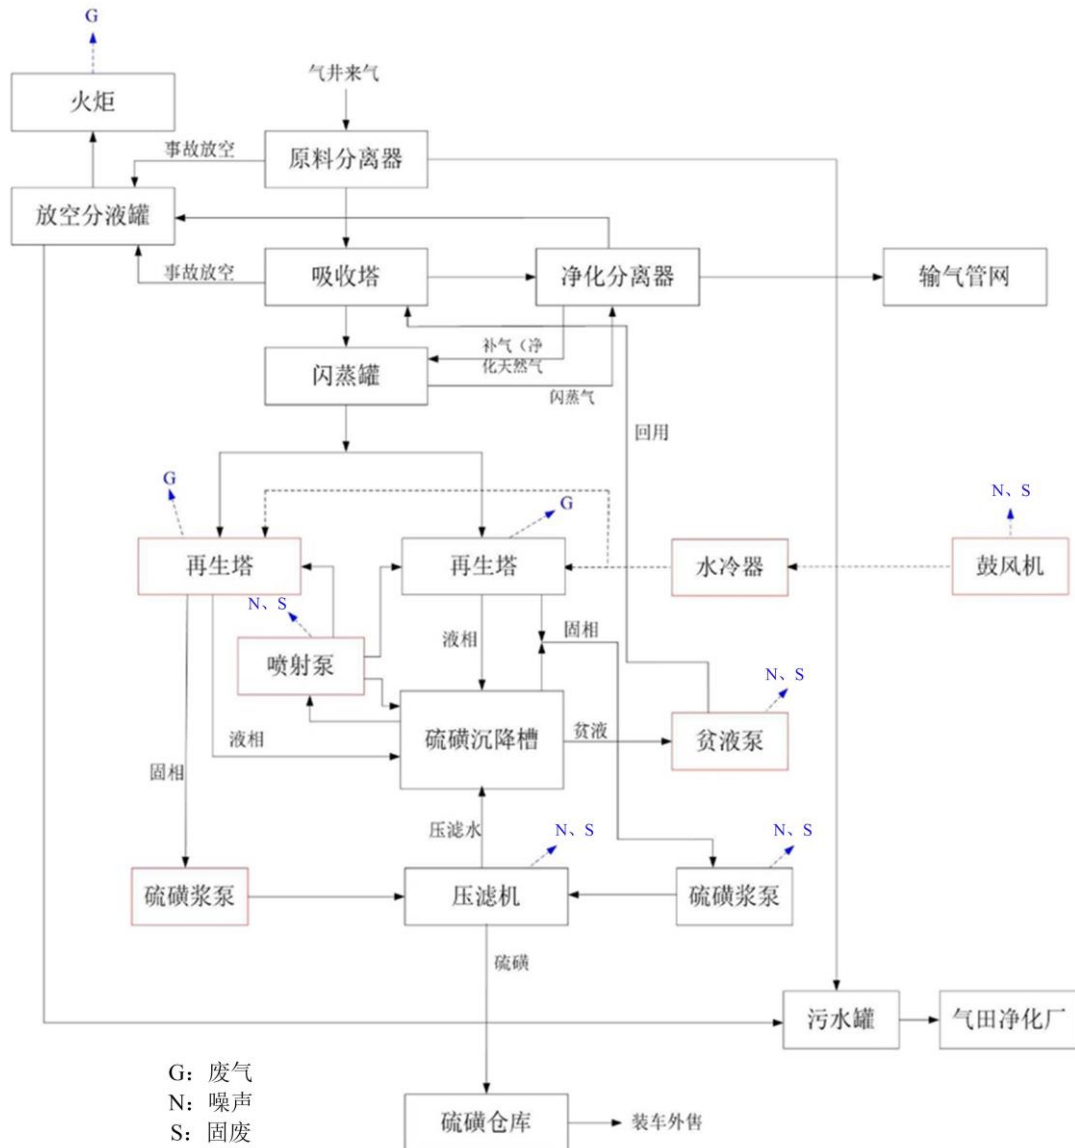 G
气井来气
火炬
事故放空
原料分离器
放空分液罐
事故放空
吸收塔
净化分离器
输气管网
补气（净
化天然气
闪蒸罐
闪蒸气
回用
G
G
N、S
再生塔
再生塔
水冷器
鼓风机
N、S
液相
固相
喷射泵
N、S
硫磺沉降槽
贫液
贫液泵
液相
固相
压滤水
N、S
N、S
硫磺浆泵
压滤机
硫磺浆泵
硫磺
污水罐
气田净化厂
G：废气
N：噪声
S：固废
硫磺仓库
装车外售